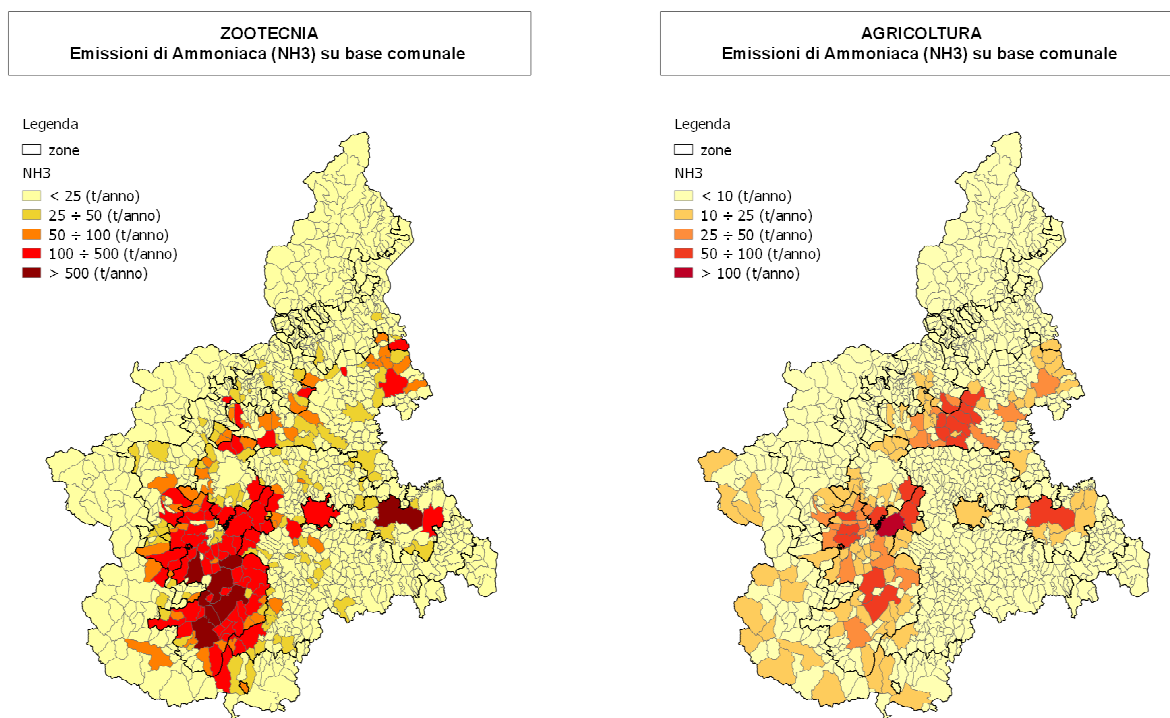 ZOOTECNIA
Emissioni di Ammoniaca (NH3) su base comunale
Legenda
zone
NH3
< 25 (t/anno)
25 ÷ 50 (t/anno)
50 ÷ 100 (t/anno)
100 ÷ 500 (t/anno)
> 500 (t/anno)
AGRICOLTURA
Emissioni di Ammoniaca (NH3) su base comunale
Legenda
zone
NH3
< 10 (t/anno)
10 ÷ 25 (t/anno)
25 ÷ 50 (t/anno)
50 ÷ 100 (t/anno)
> 100 (t/anno)